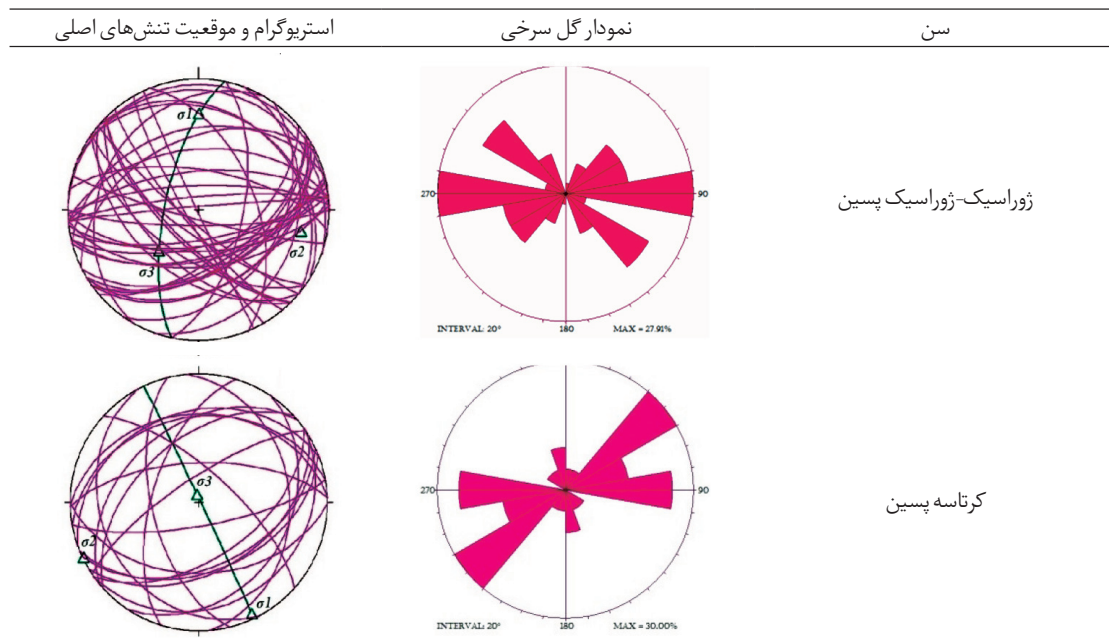 سن نمودار گل سرخی استریوگرام و موقعیت تنش‌های اصلی
ژوراسیک-ژوراسیک پسین
270 90
INTERVAL: 20° 180 MAX = 27.91%
σ1
σ2
σ3
کرتاسه پسین
270 90
INTERVAL: 20° 180 MAX = 30.00%
σ3
σ2
σ1